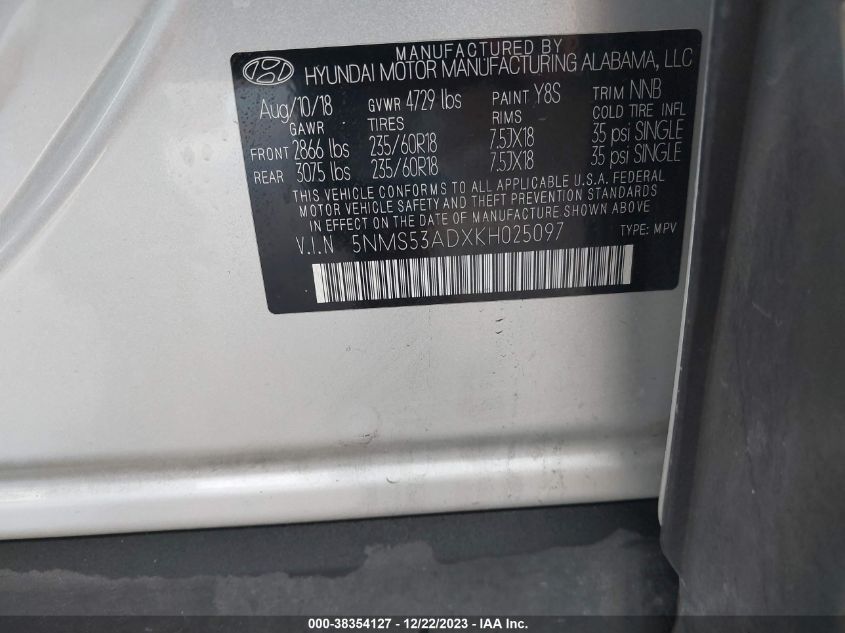 MANUFACTURED BY
HYUNDAI MOTOR MANUFACTURING ALABAMA, LLC
Aug/10/18 GVWR 4729 lbs PAINT Y8S TRIM NNB
GAWR TIRES RIMS COLD TIRE INFL
FRONT 2866 lbs 235/60R18 7.5JX18 35 psi SINGLE
REAR 3075 lbs 235/60R18 7.5JX18 35 psi SINGLE
THIS VEHICLE CONFORMS TO ALL APPLICABLE U.S.A. FEDERAL
MOTOR VEHICLE SAFETY AND THEFT PREVENTION STANDARDS
IN EFFECT ON THE DATE OF MANUFACTURE SHOWN ABOVE
V.I.N 5NMS53ADXKH025097 TYPE: MPV
000-38354127 - 12/22/2023 - IAA Inc.